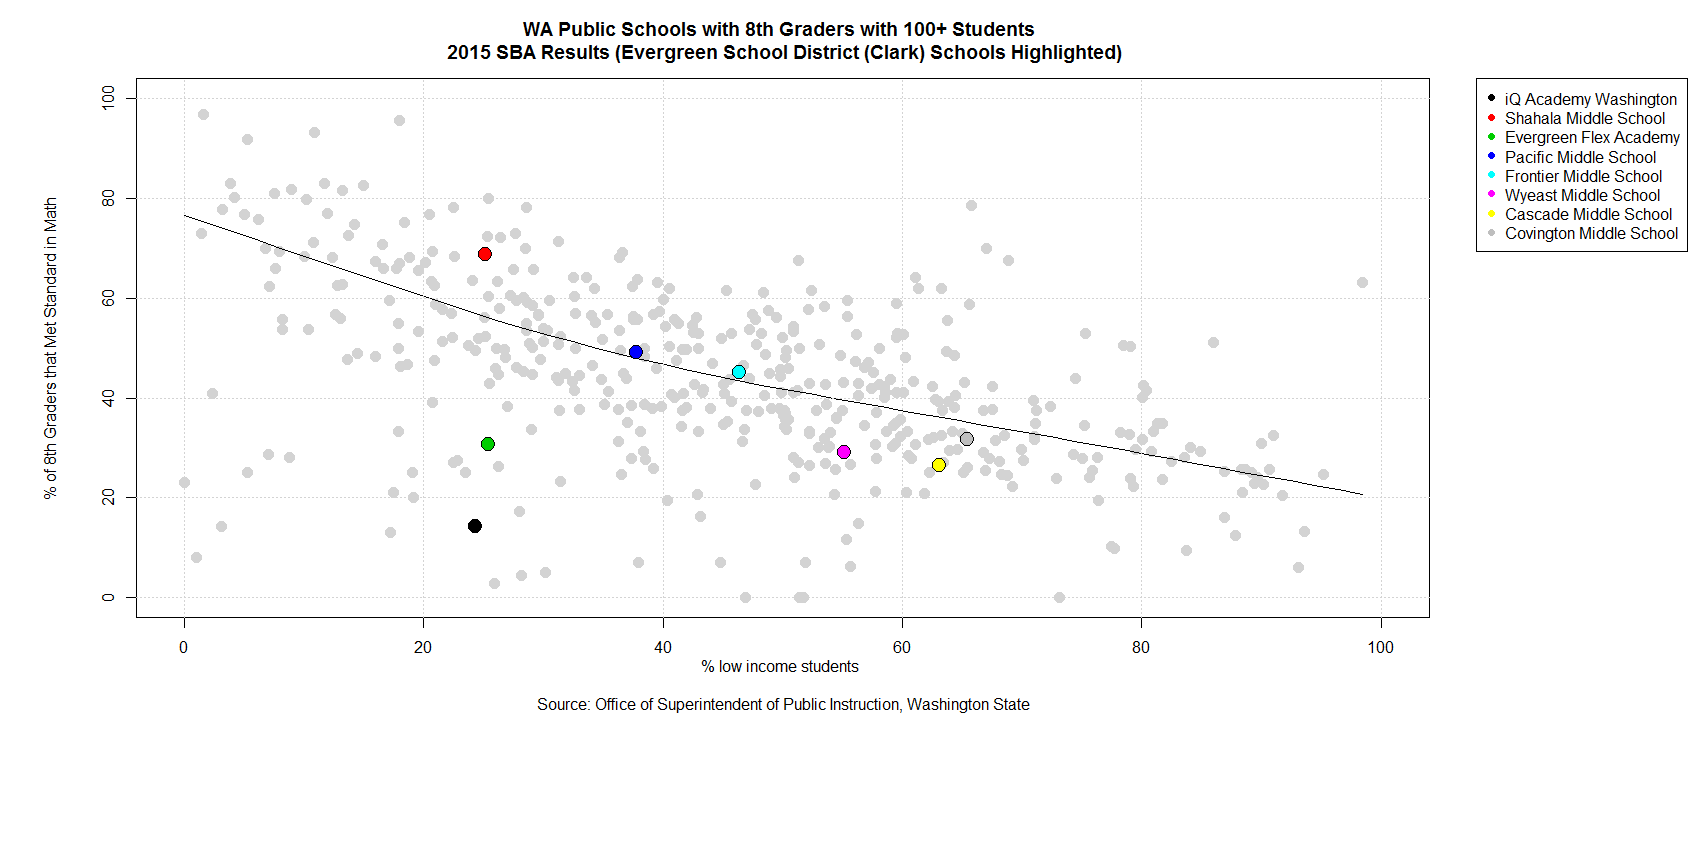 WA Public Schools with 8th Graders with 100+ Students
2015 SBA Results (Evergreen School District (Clark) Schools Highlighted)
% of 8th Graders that Met Standard in Math
100
80
60
40
20
0
0 20 40 60 80 100
% low income students
Source: Office of Superintendent of Public Instruction, Washington State
iQ Academy Washington
Shahala Middle School
Evergreen Flex Academy
Pacific Middle School
Frontier Middle School
Wyeast Middle School
Cascade Middle School
Covington Middle School